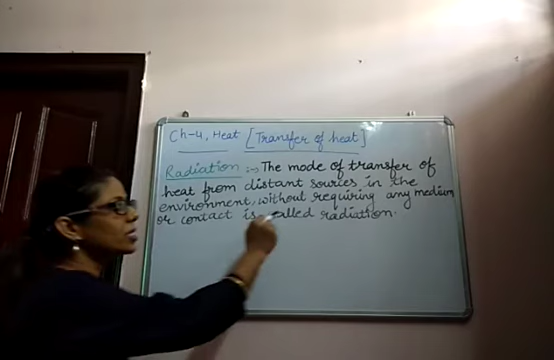 Ch-4, Heat [Transfer of heat]
Radiation :→ The mode of transfer of
heat from distant sources in the
environment, without requiring any medium
or contact is called radiation.